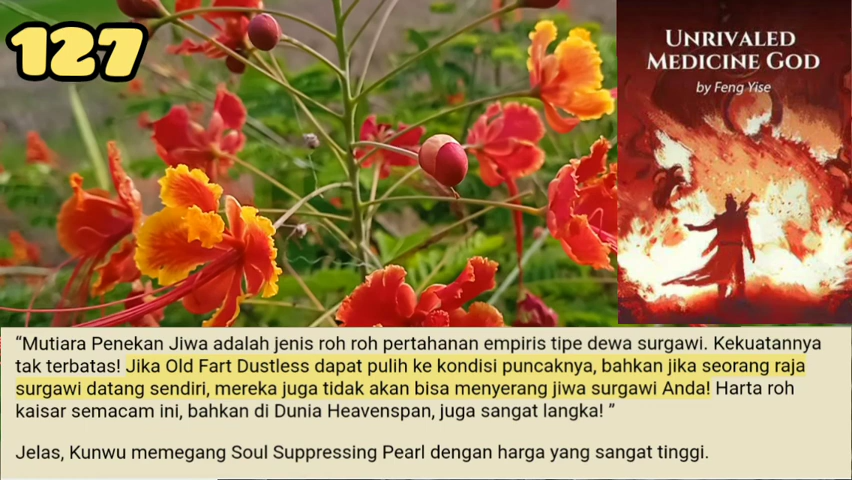 127
UNRIVALED
MEDICINE GOD
by Feng Yise
“Mutiara Penekan Jiwa adalah jenis roh roh pertahanan empiris tipe dewa surgawi. Kekuatannya
tak terbatas! Jika Old Fart Dustless dapat pulih ke kondisi puncaknya, bahkan jika seorang raja
surgawi datang sendiri, mereka juga tidak akan bisa menyerang jiwa surgawi Anda! Harta roh
kaisar semacam ini, bahkan di Dunia Heavenspan, juga sangat langka! ”
Jelas, Kunwu memegang Soul Suppressing Pearl dengan harga yang sangat tinggi.